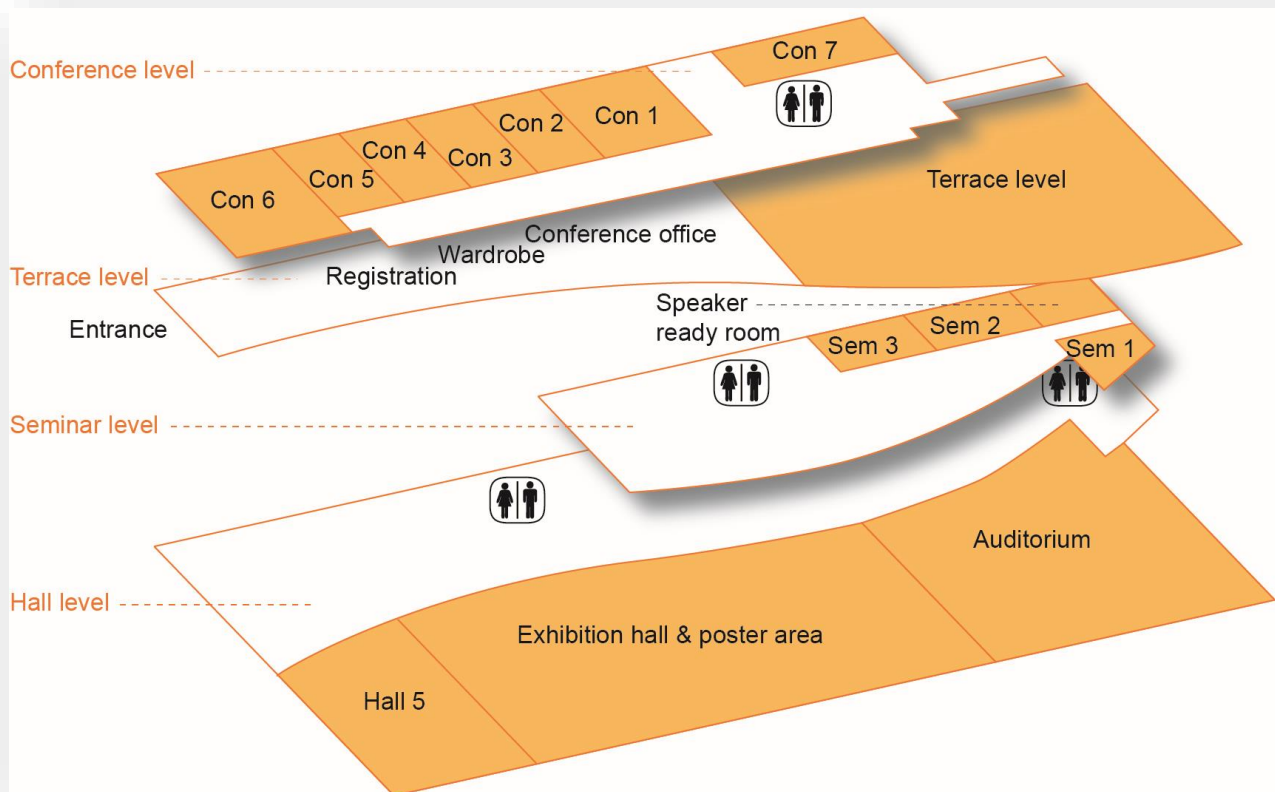 Con 7
Conference level
Con 1
Con 2
Con 3
Con 4
Con 5
Con 6
Terrace level
Conference office
Wardrobe
Registration
Terrace level
Entrance
Speaker
ready room
Sem 2
Sem 3
Sem 1
Seminar level
Auditorium
Hall level
Exhibition hall & poster area
Hall 5